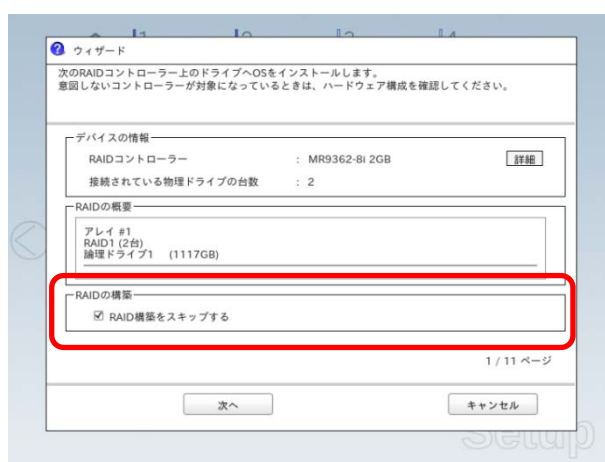 ウィザード
次のRAIDコントローラー上のドライブへOSをインストールします。
意図しないコントローラーが対象になっているときは、ハードウェア構成を確認してください。
デバイスの情報
RAIDコントローラー : MR9362-8i 2GB 詳細
接続されている物理ドライブの台数 : 2
RAIDの概要
アレイ #1
RAID1 (2台)
論理ドライブ1 (1117GB)
RAIDの構築
RAID構築をスキップする
1 / 11 ページ
次へ キャンセル
Setup